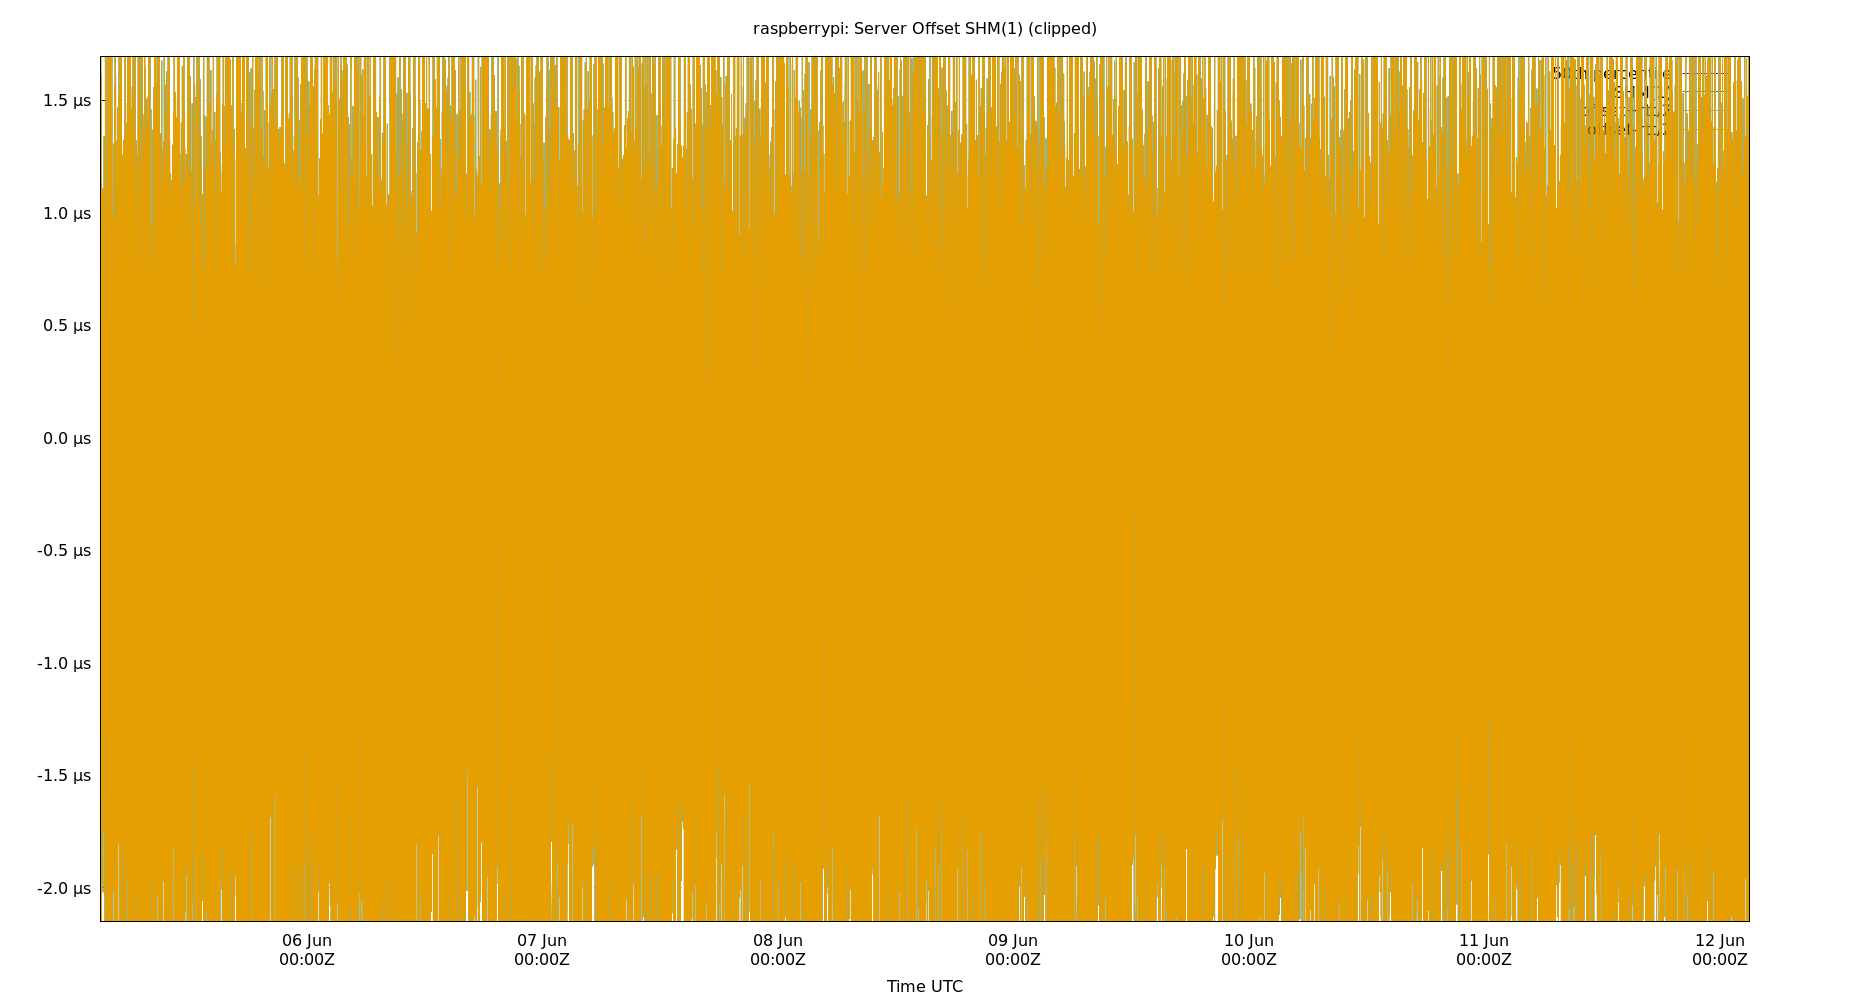 raspberrypi: Server Offset SHM(1) (clipped)
50th percentile
1.5 µs
1.0 µs
0.5 µs
0.0 µs
-0.5 µs
-1.0 µs
-1.5 µs
-2.0 µs
06 Jun 07 Jun 08 Jun 09 Jun 10 Jun 11 Jun 12 Jun
00:00Z 00:00Z 00:00Z 00:00Z 00:00Z 00:00Z 00:00Z
Time UTC